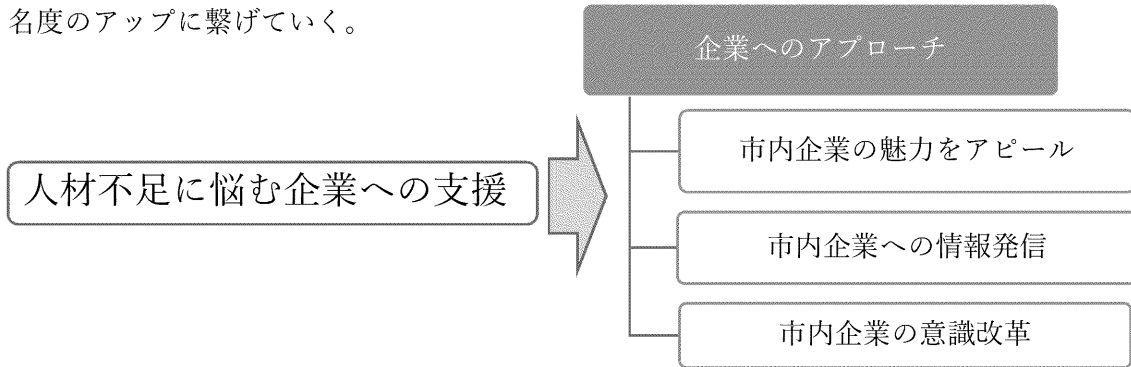 名度のアップに繋げていく。
企業へのアプローチ
人材不足に悩む企業への支援
市内企業の魅力をアピール
市内企業への情報発信
市内企業の意識改革